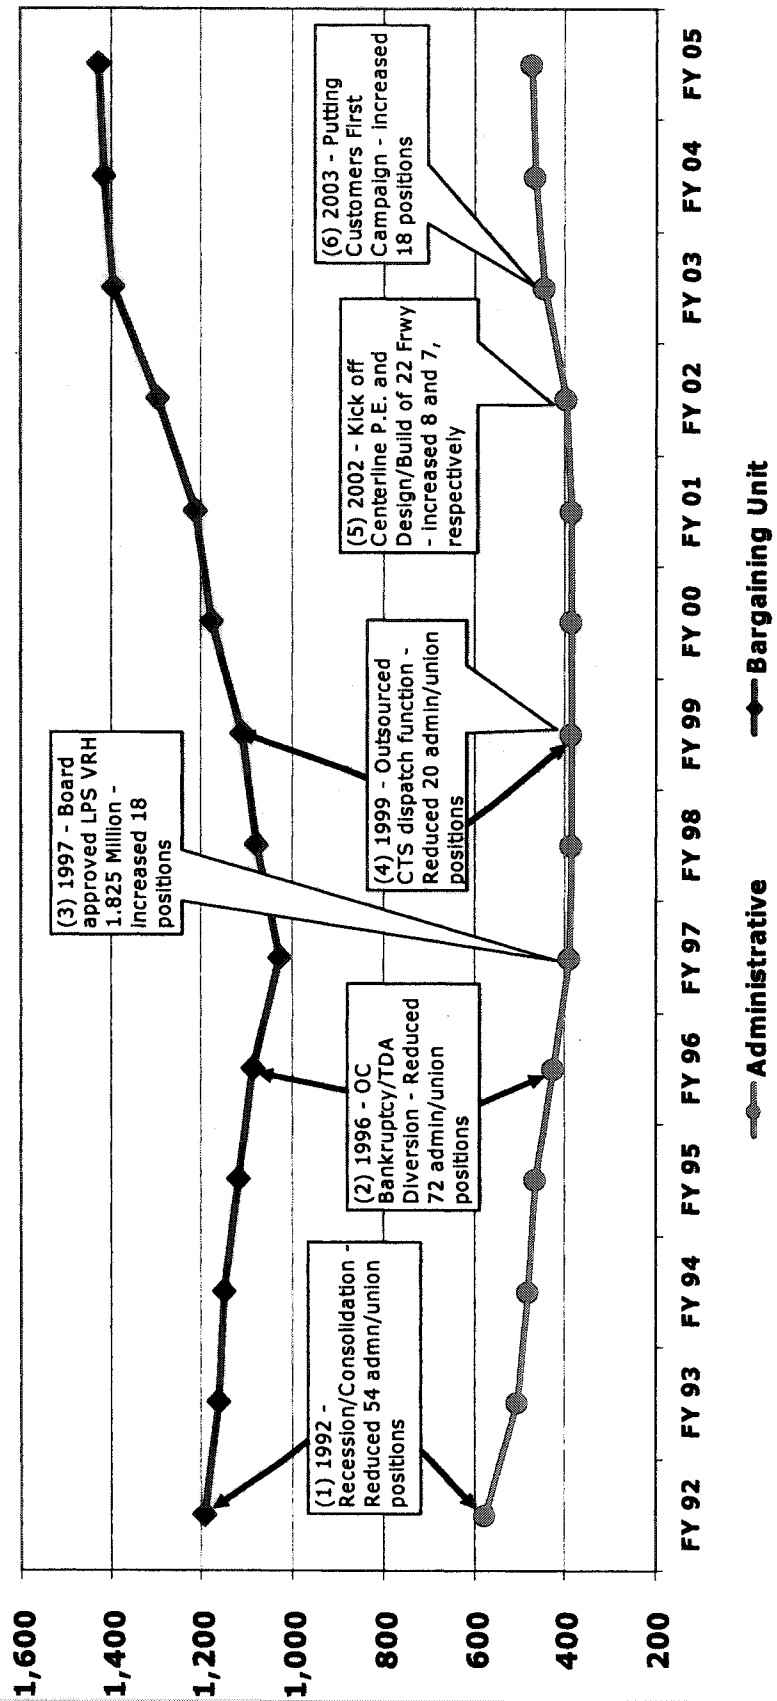 1,600
1,400
1,200
1,000
800
600
400
200
(1) 1992 -
Recession/Consolidation -
Reduced 54 admn/union
positions
(2) 1996 - OC
Bankruptcy/TDA
Diversion - Reduced
72 admin/union
positions
(3) 1997 - Board
approved LPS VRH
1.825 Million -
increased 18
positions
(4) 1999 - Outsourced
CTS dispatch function -
Reduced 20 admin/union
positions
(5) 2002 - Kick off
Centerline P.E. and
Design/Build of 22 Frwy
- increased 8 and 7,
respectively
(6) 2003 - Putting
Customers First
Campaign - increased
18 positions
FY 92 FY 93 FY 94 FY 95 FY 96 FY 97 FY 98 FY 99 FY 00 FY 01 FY 02 FY 03 FY 04 FY 05
Administrative Bargaining Unit